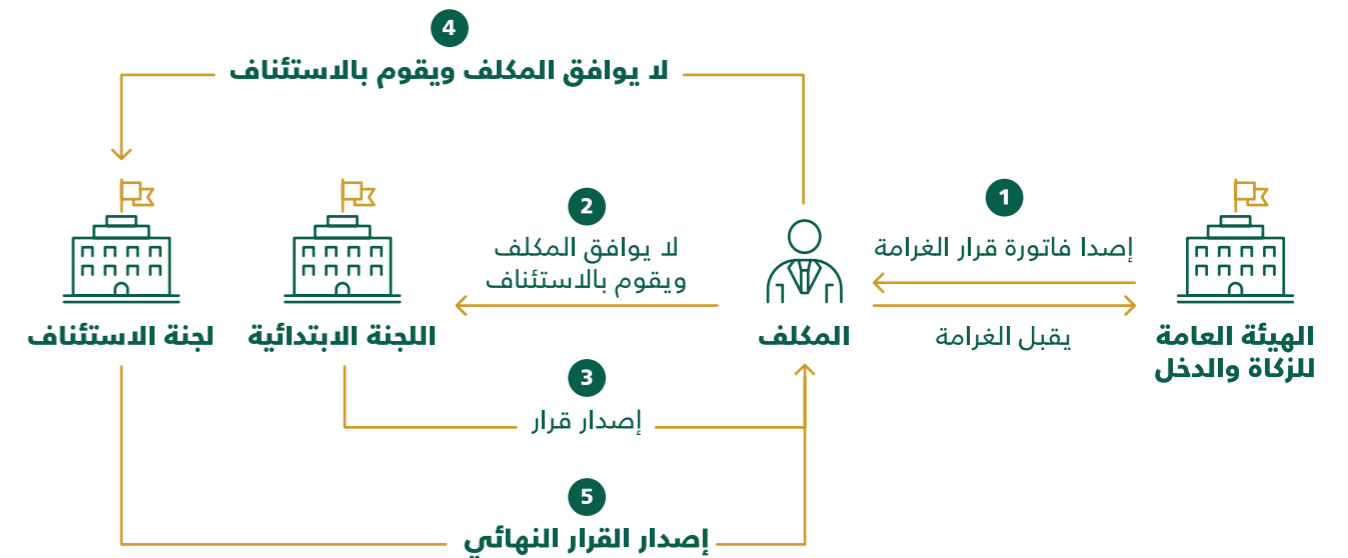 4
لا يوافق المكلف ويقوم بالاستئناف
1
إصدا فاتورة قرار الغرامة
يقبل الغرامة
الهيئة العامة
للزكاة والدخل
المكلف
2
لا يوافق المكلف
ويقوم بالاستئناف
اللجنة الابتدائية
لجنة الاستئناف
3
إصدار قرار
5
إصدار القرار النهائي